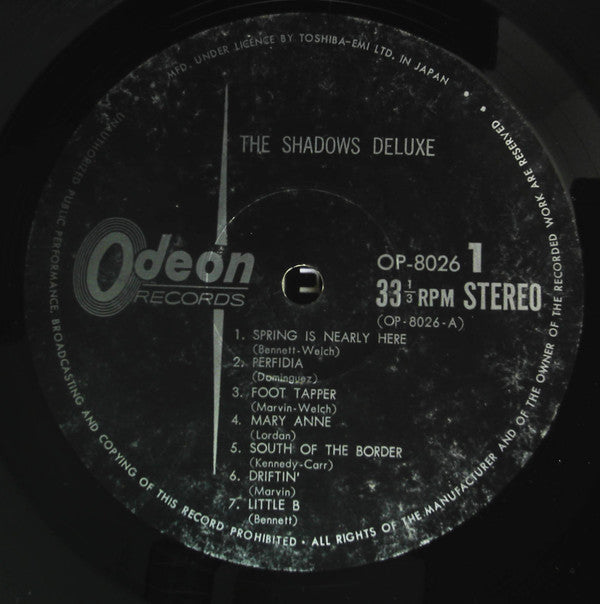 MFD. UNDER LICENCE BY TOSHIBA-EMI LTD. IN JAPAN
THE SHADOWS DELUXE
Odeon
RECORDS
OP-8026 1
33 1/3 RPM STEREO
(OP-8026-A)
1. SPRING IS NEARLY HERE
(Bennett-Welch)
2. PERFIDIA
(Dominguez)
3. FOOT TAPPER
(Marvin-Welch)
4. MARY ANNE
(Lordan)
5. SOUTH OF THE BORDER
(Kennedy-Carr)
6. DRIFTIN'
(Marvin)
7. LITTLE B
(Bennett)
UNAUTHORIZED PUBLIC PERFORMANCE, BROADCASTING AND COPYING OF THIS RECORD PROHIBITED · ALL RIGHTS OF THE MANUFACTURER AND OF THE OWNER OF THE RECORDED WORK ARE RESERVED